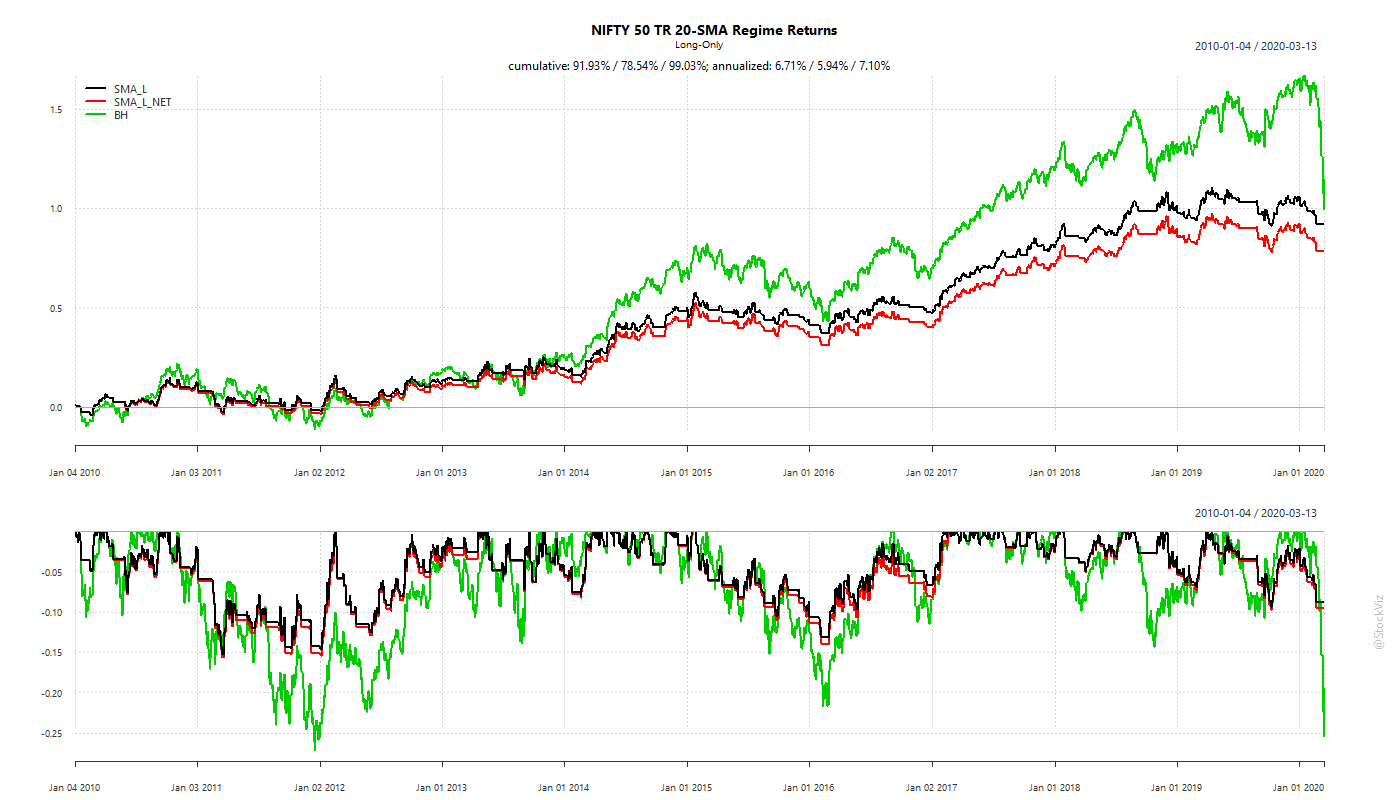 NIFTY 50 TR 20-SMA Regime Returns
Long-Only
2010-01-04 / 2020-03-13
cumulative: 91.93% / 78.54% / 99.03%; annualized: 6.71% / 5.94% / 7.10%
SMA_L
SMA_L_NET
BH
1.5
1.0
0.5
0.0
Jan 04 2010 Jan 03 2011 Jan 02 2012 Jan 01 2013 Jan 01 2014 Jan 01 2015 Jan 01 2016 Jan 02 2017 Jan 01 2018 Jan 01 2019 Jan 01 2020
2010-01-04 / 2020-03-13
-0.05
-0.10
-0.15
-0.20
-0.25
Jan 04 2010 Jan 03 2011 Jan 02 2012 Jan 01 2013 Jan 01 2014 Jan 01 2015 Jan 01 2016 Jan 02 2017 Jan 01 2018 Jan 01 2019 Jan 01 2020
@StockViz